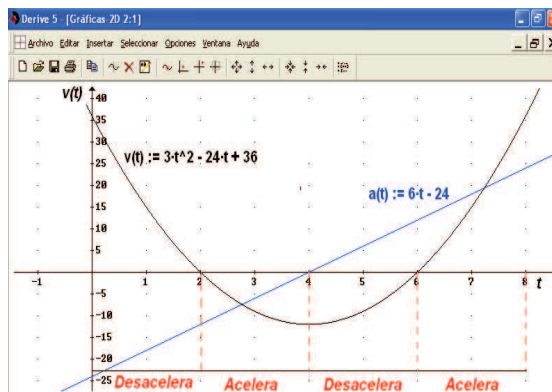 Derive 5 - [Gráficas-2D 2:1]
Archivo Editar Insertar Seleccionar Opciones Ventana Ayuda
v(t)
40
35
30
v(t) := 3·t^2 - 24·t + 36
25
20
a(t) := 6·t - 24
15
10
5
-1 1 2 3 4 5 6 7 8 t
-5
-10
-15
-20
-25
Desacelera Acelera Desacelera Acelera